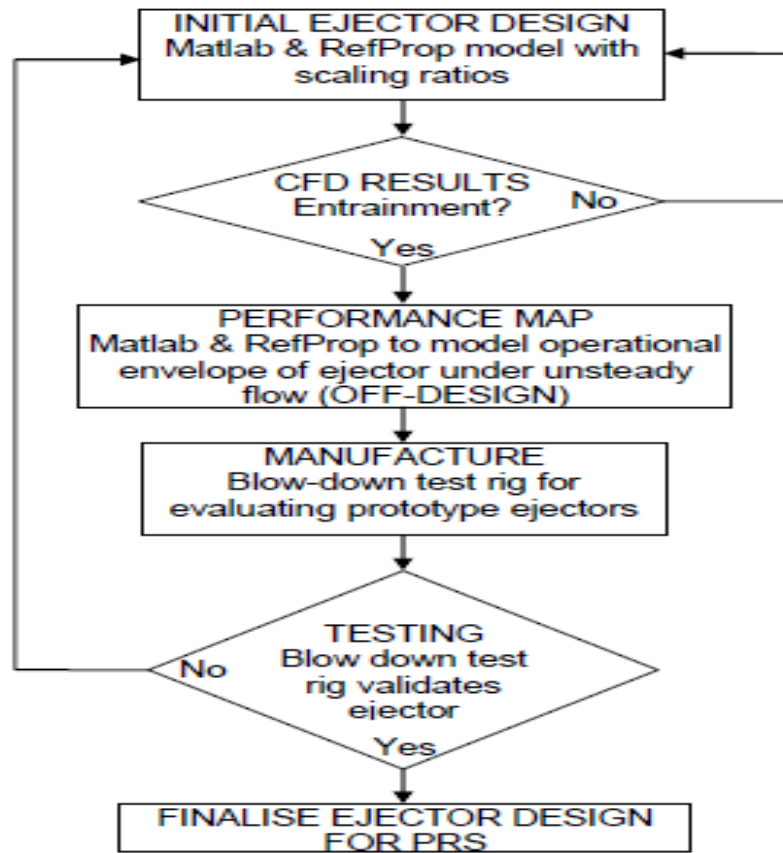 INITIAL EJECTOR DESIGN
Matlab & RefProp model with
scaling ratios
CFD RESULTS
Entrainment?
No
Yes
PERFORMANCE MAP
Matlab & RefProp to model operational
envelope of ejector under unsteady
flow (OFF-DESIGN)
MANUFACTURE
Blow-down test rig for
evaluating prototype ejectors
TESTING
No
Blow down test
rig validates
ejector
Yes
FINALISE EJECTOR DESIGN
FOR PRS